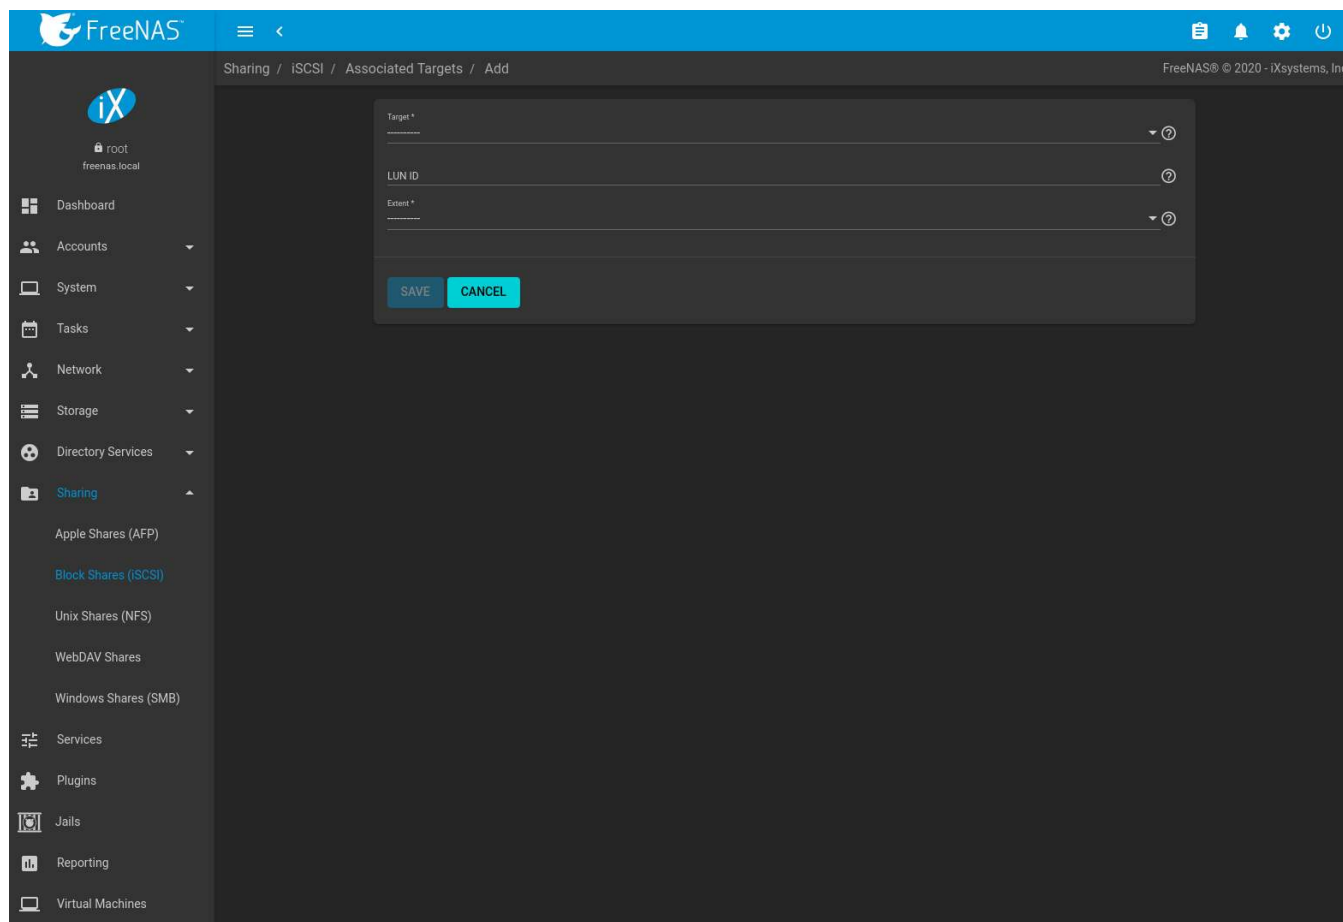 FreeNAS™
Sharing / iSCSI / Associated Targets / Add
FreeNAS® © 2020 - iXsystems, Inc
iX
root
freenas.local
Dashboard
Accounts
System
Tasks
Network
Storage
Directory Services
Sharing
Apple Shares (AFP)
Block Shares (iSCSI)
Unix Shares (NFS)
WebDAV Shares
Windows Shares (SMB)
Services
Plugins
Jails
Reporting
Virtual Machines
Target *
----------
LUN ID
Extent *
----------
SAVE CANCEL